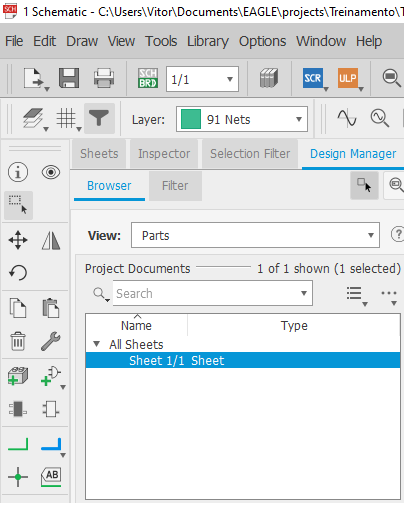 SCH 1 Schematic - C:\Users\Vitor\Documents\EAGLE\projects\Treinamento\T
File Edit Draw View Tools Library Options Window Help
SCH BRD 1/1 SCR ULP
Layer: 91 Nets
Sheets Inspector Selection Filter Design Manager
Browser Filter
View: Parts
Project Documents 1 of 1 shown (1 selected)
Search
Name Type
All Sheets
Sheet 1/1 Sheet
AB